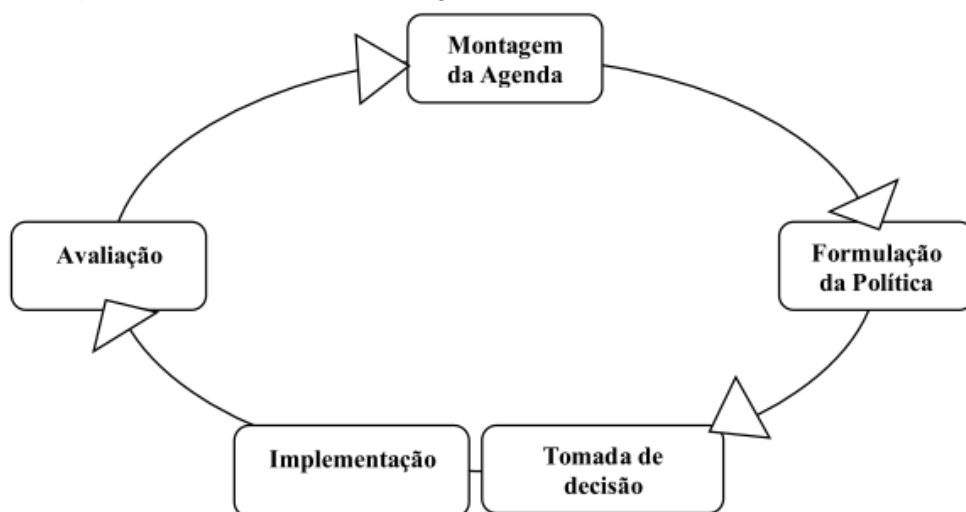 Montagem
da Agenda
Formulação
da Política
Tomada de
decisão
Implementação
Avaliação